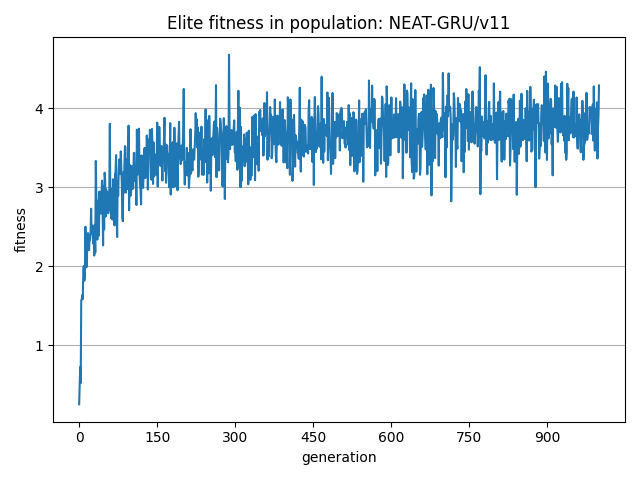 Elite fitness in population: NEAT-GRU/v11
fitness
4
3
2
1
0 150 300 450 600 750 900
generation